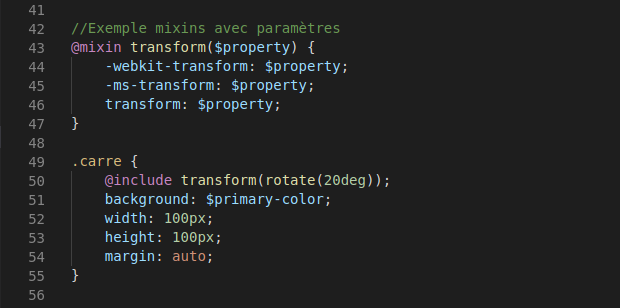 41
42 //Exemple mixins avec paramètres
43 @mixin transform($property) {
44     -webkit-transform: $property;
45     -ms-transform: $property;
46     transform: $property;
47 }
48
49 .carre {
50     @include transform(rotate(20deg));
51     background: $primary-color;
52     width: 100px;
53     height: 100px;
54     margin: auto;
55 }
56